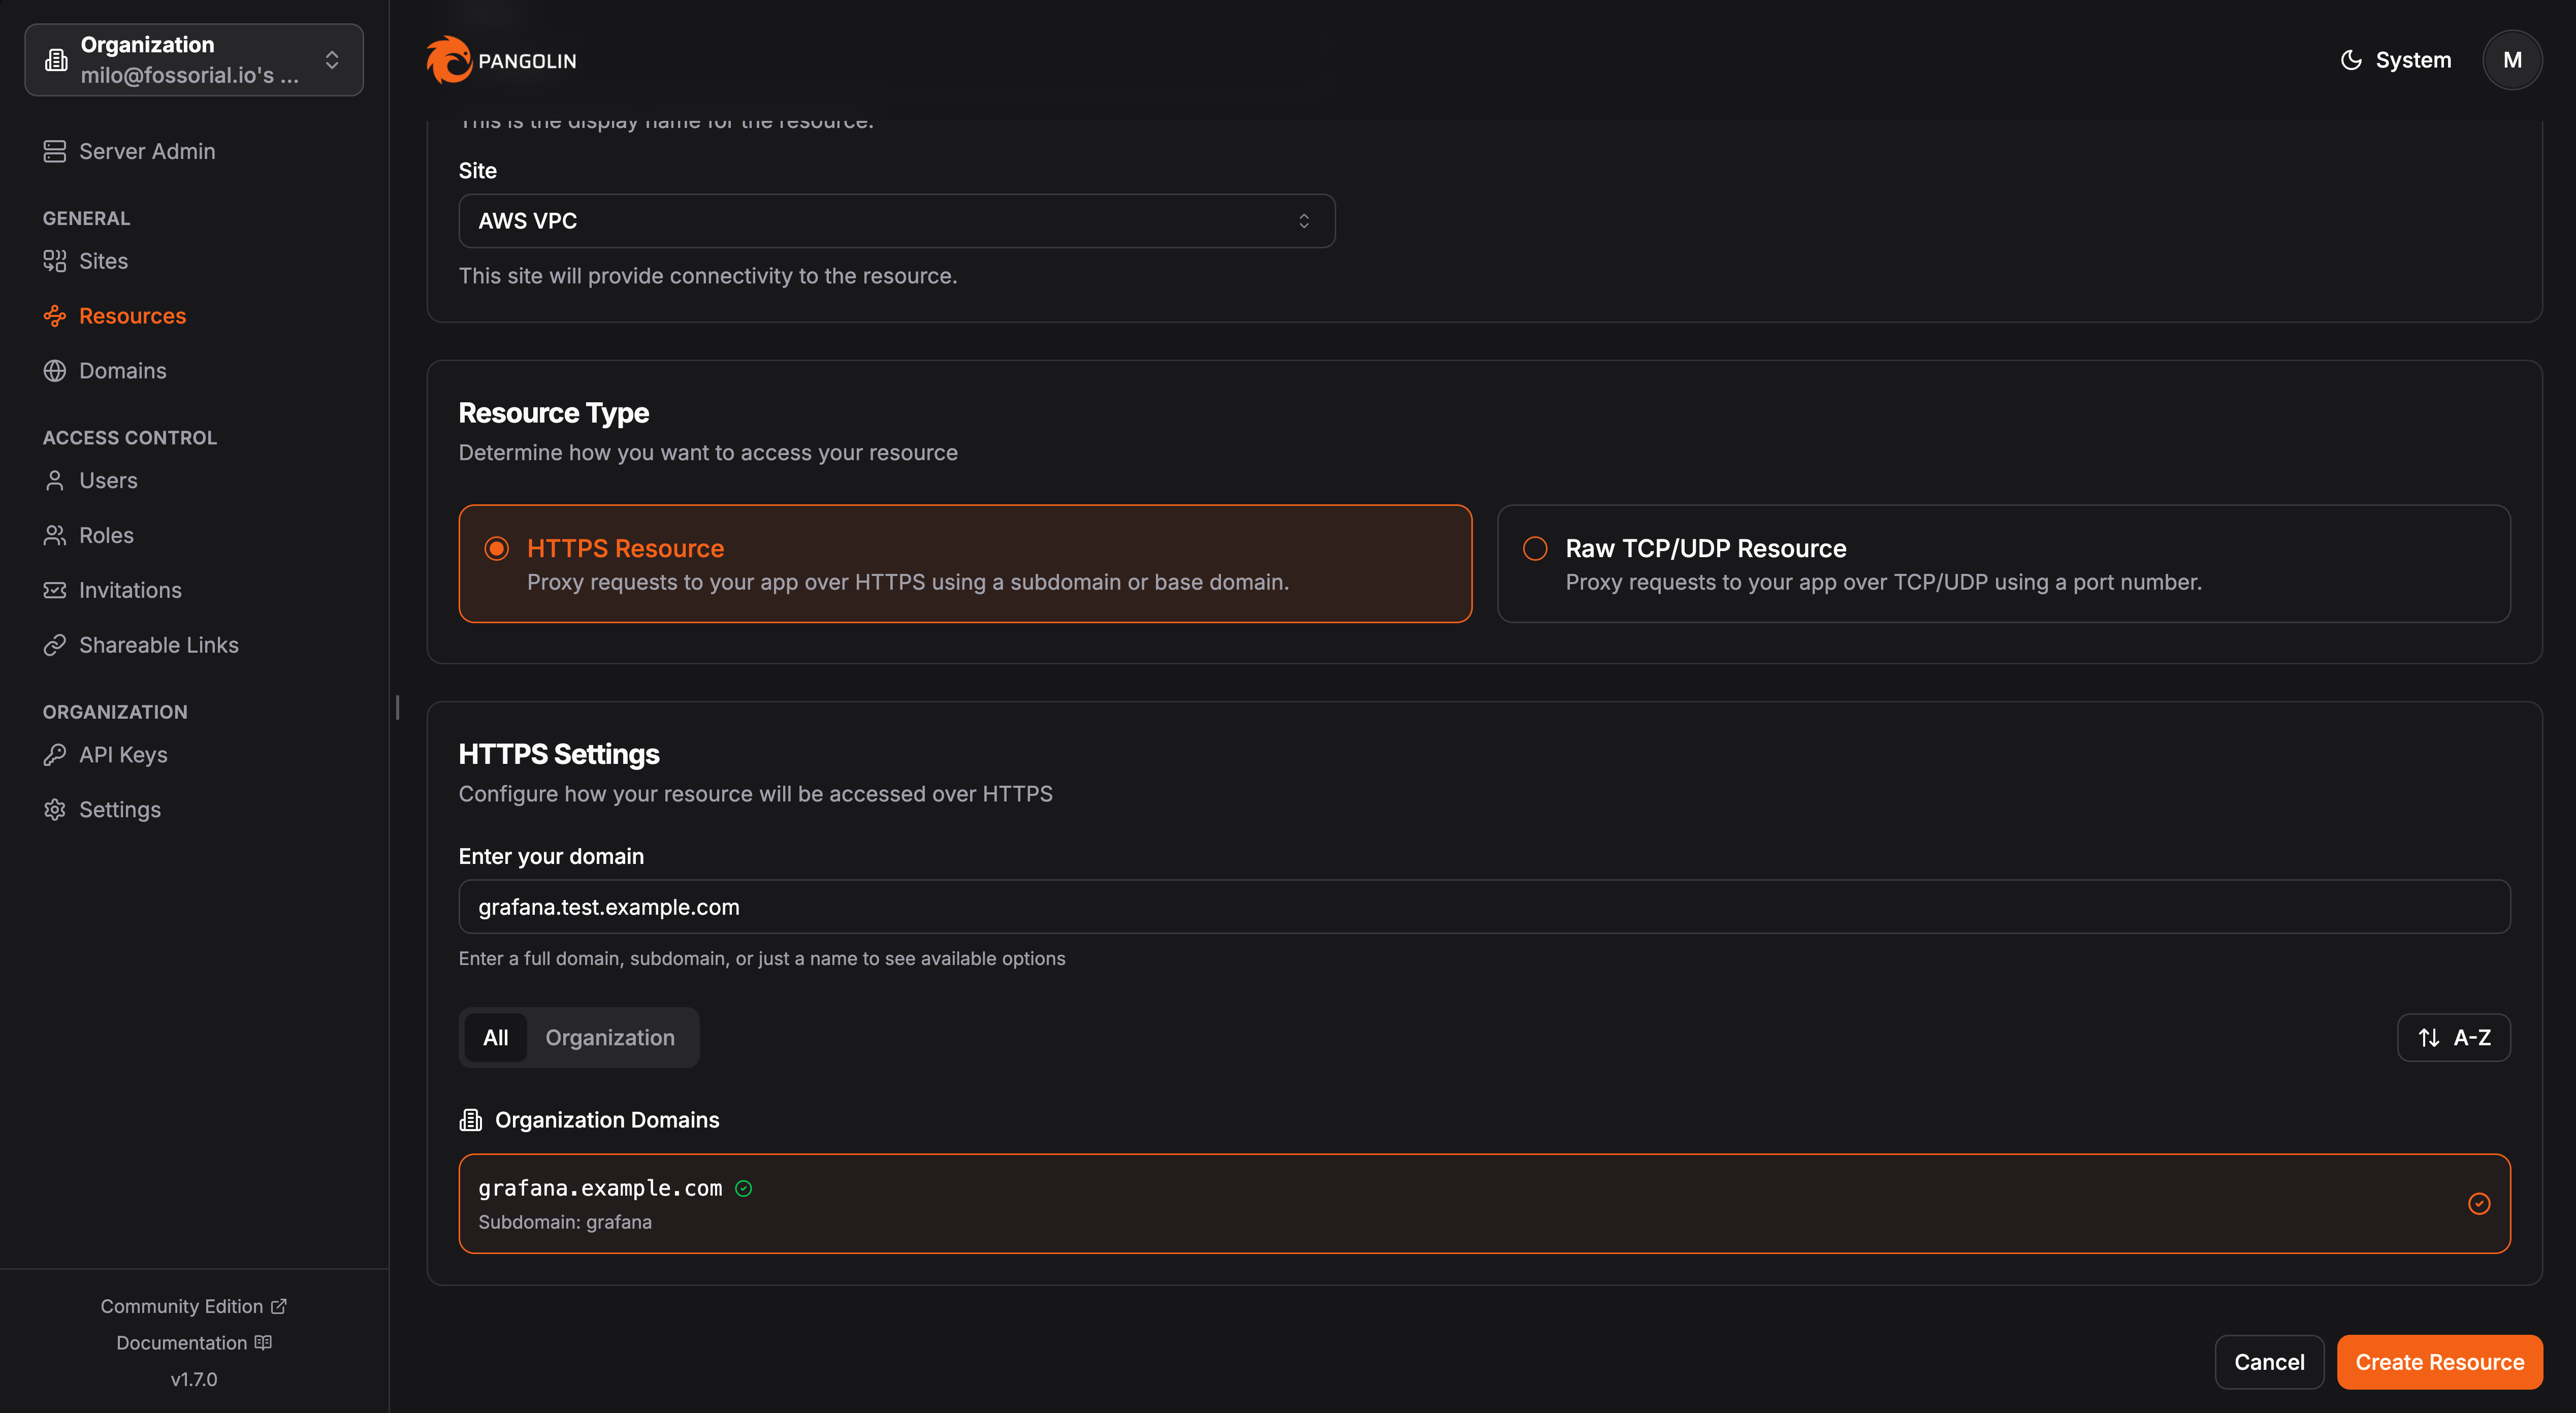 Organization
milo@fossorial.io's ...
Server Admin
GENERAL
Sites
Resources
Domains
ACCESS CONTROL
Users
Roles
Invitations
Shareable Links
ORGANIZATION
API Keys
Settings
Community Edition
Documentation
v1.7.0
PANGOLIN
System
M
This is the display name for the resource.
Site
AWS VPC
This site will provide connectivity to the resource.
Resource Type
Determine how you want to access your resource
HTTPS Resource
Proxy requests to your app over HTTPS using a subdomain or base domain.
Raw TCP/UDP Resource
Proxy requests to your app over TCP/UDP using a port number.
HTTPS Settings
Configure how your resource will be accessed over HTTPS
Enter your domain
grafana.test.example.com
Enter a full domain, subdomain, or just a name to see available options
All
Organization
A-Z
Organization Domains
grafana.example.com
Subdomain: grafana
Cancel
Create Resource